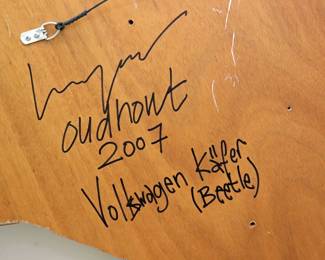 oudhout
2007
Volkswagen Käfer
(Beetle)